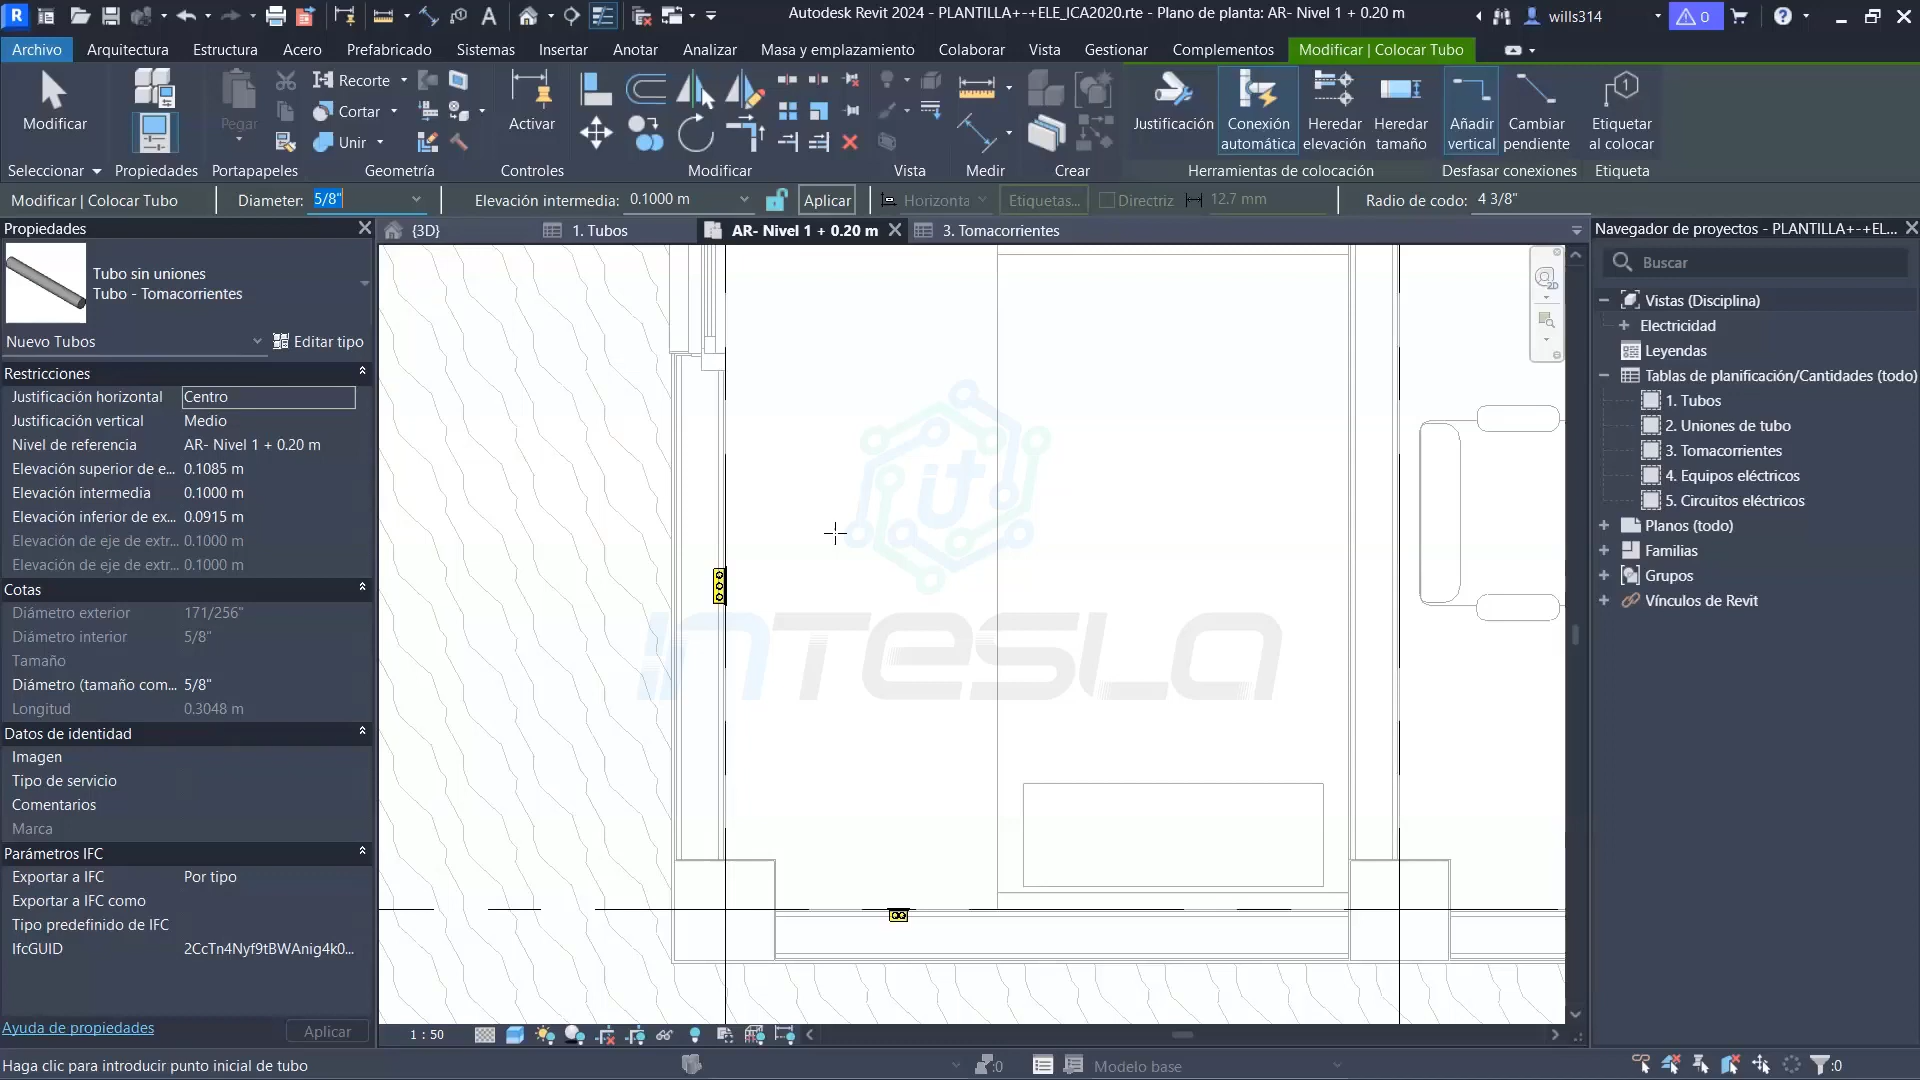 Autodesk Revit 2024 - PLANTILLA+-+ELE_ICA2020.rte - Plano de planta: AR- Nivel 1 + 0.20 m
wills314
0
Archivo Arquitectura Estructura Acero Prefabricado Sistemas Insertar Anotar Analizar Masa y emplazamiento Colaborar Vista Gestionar Complementos Modificar | Colocar Tubo
Modificar
Pegar
Recorte
Cortar
Unir
Activar
Justificación
Conexión automática
Heredar elevación
Heredar tamaño
Añadir vertical
Cambiar pendiente
Etiquetar al colocar
Seleccionar Propiedades Portapapeles Geometría Controles Modificar Vista Medir Crear Herramientas de colocación Desfasar conexiones Etiqueta
Modificar | Colocar Tubo Diameter: 5/8" Elevación intermedia: 0.1000 m Aplicar Horizonta Etiquetas... Directriz 12.7 mm Radio de codo: 4 3/8"
Propiedades
{3D} 1. Tubos AR- Nivel 1 + 0.20 m 3. Tomacorrientes
Tubo sin uniones
Tubo - Tomacorrientes
Nuevo Tubos Editar tipo
Restricciones
Justificación horizontal Centro
Justificación vertical Medio
Nivel de referencia AR- Nivel 1 + 0.20 m
Elevación superior de e... 0.1085 m
Elevación intermedia 0.1000 m
Elevación inferior de ex... 0.0915 m
Elevación de eje de extr... 0.1000 m
Elevación de eje de extr... 0.1000 m
Cotas
Diámetro exterior 171/256"
Diámetro interior 5/8"
Tamaño
Diámetro (tamaño com... 5/8"
Longitud 0.3048 m
Datos de identidad
Imagen
Tipo de servicio
Comentarios
Marca
Parámetros IFC
Exportar a IFC Por tipo
Exportar a IFC como
Tipo predefinido de IFC
IfcGUID 2CcTn4Nyf9tBWAnig4k0...
Ayuda de propiedades Aplicar
it
inTESLA
2D
Navegador de proyectos - PLANTILLA+-+EL...
Buscar
Vistas (Disciplina)
Electricidad
Leyendas
Tablas de planificación/Cantidades (todo)
1. Tubos
2. Uniones de tubo
3. Tomacorrientes
4. Equipos eléctricos
5. Circuitos eléctricos
Planos (todo)
Familias
Grupos
Vínculos de Revit
1 : 50
Haga clic para introducir punto inicial de tubo :0 Modelo base :0